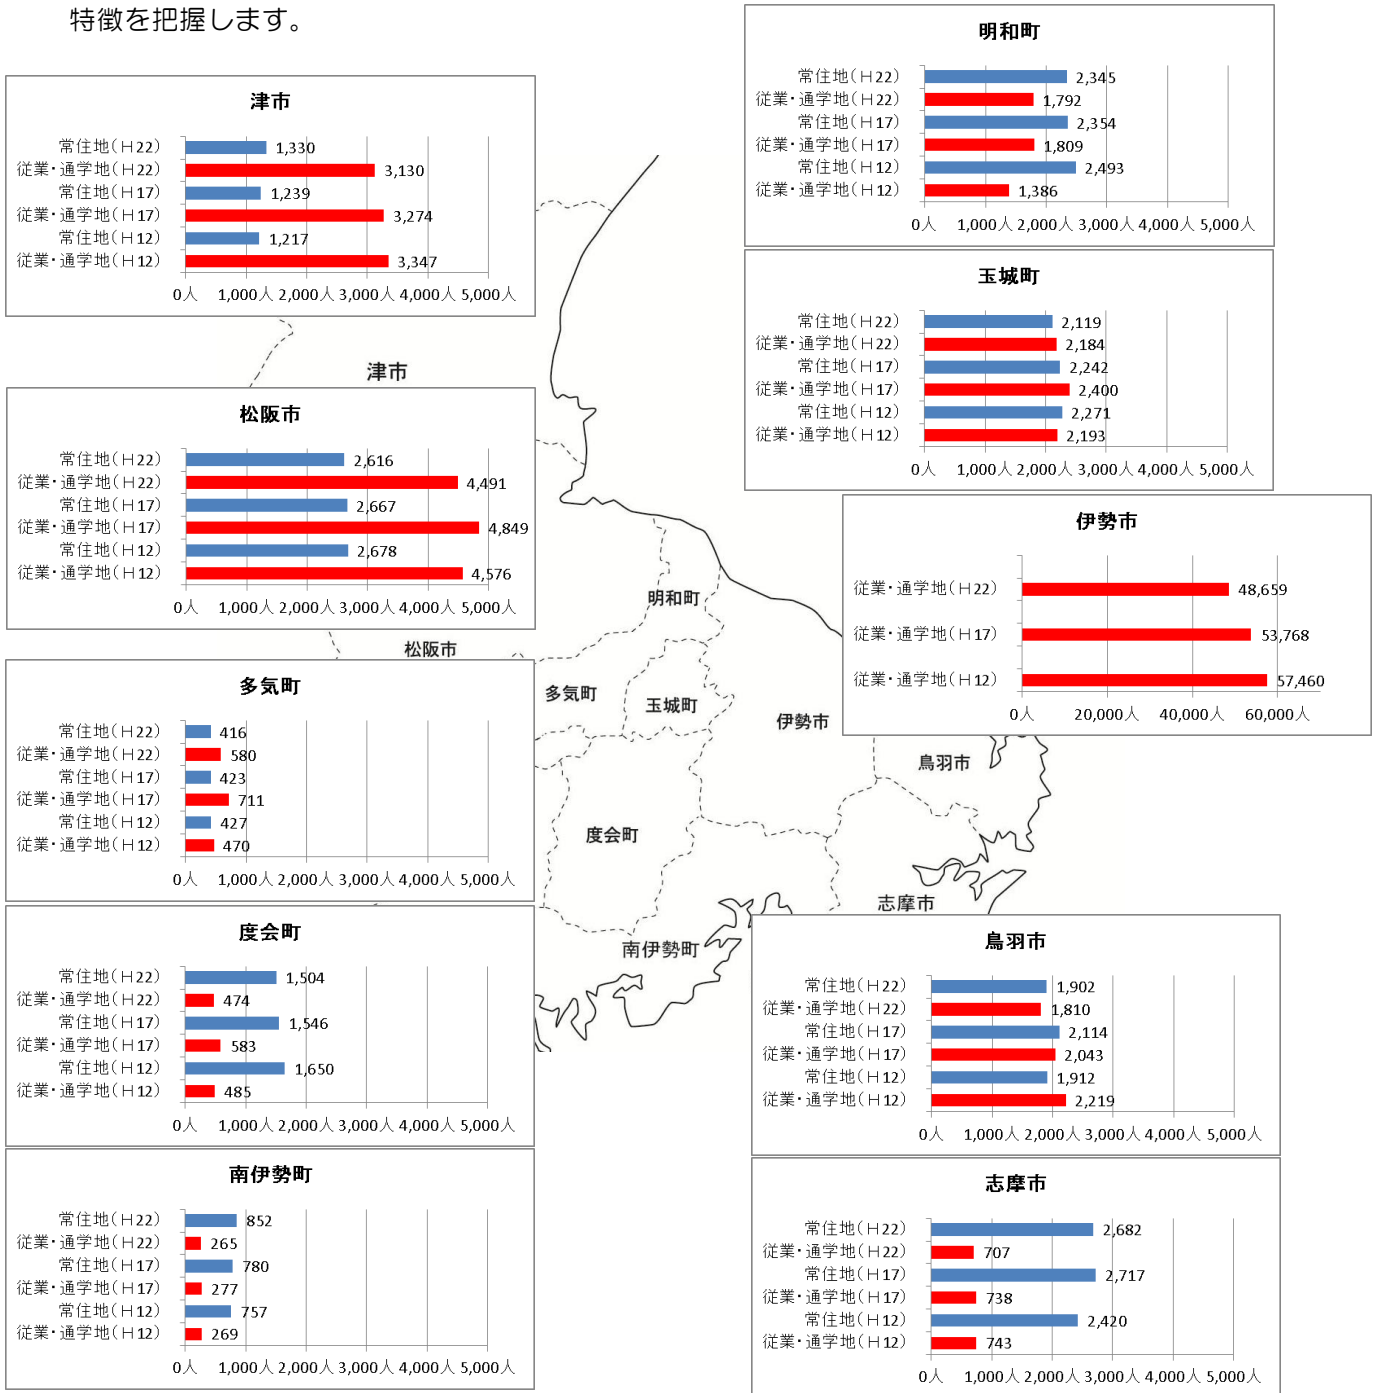 特徴を把握します。
津市
常住地(H22) 1,330
従業・通学地(H22) 3,130
常住地(H17) 1,239
従業・通学地(H17) 3,274
常住地(H12) 1,217
従業・通学地(H12) 3,347
0人 1,000人 2,000人 3,000人 4,000人 5,000人
松阪市
常住地(H22) 2,616
従業・通学地(H22) 4,491
常住地(H17) 2,667
従業・通学地(H17) 4,849
常住地(H12) 2,678
従業・通学地(H12) 4,576
0人 1,000人 2,000人 3,000人 4,000人 5,000人
多気町
常住地(H22) 416
従業・通学地(H22) 580
常住地(H17) 423
従業・通学地(H17) 711
常住地(H12) 427
従業・通学地(H12) 470
0人 1,000人 2,000人 3,000人 4,000人 5,000人
度会町
常住地(H22) 1,504
従業・通学地(H22) 474
常住地(H17) 1,546
従業・通学地(H17) 583
常住地(H12) 1,650
従業・通学地(H12) 485
0人 1,000人 2,000人 3,000人 4,000人 5,000人
南伊勢町
常住地(H22) 852
従業・通学地(H22) 265
常住地(H17) 780
従業・通学地(H17) 277
常住地(H12) 757
従業・通学地(H12) 269
0人 1,000人 2,000人 3,000人 4,000人 5,000人
津市
松阪市
明和町
多気町
玉城町
伊勢市
鳥羽市
度会町
志摩市
南伊勢町
明和町
常住地(H22) 2,345
従業・通学地(H22) 1,792
常住地(H17) 2,354
従業・通学地(H17) 1,809
常住地(H12) 2,493
従業・通学地(H12) 1,386
0人 1,000人 2,000人 3,000人 4,000人 5,000人
玉城町
常住地(H22) 2,119
従業・通学地(H22) 2,184
常住地(H17) 2,242
従業・通学地(H17) 2,400
常住地(H12) 2,271
従業・通学地(H12) 2,193
0人 1,000人 2,000人 3,000人 4,000人 5,000人
伊勢市
従業・通学地(H22) 48,659
従業・通学地(H17) 53,768
従業・通学地(H12) 57,460
0人 20,000人 40,000人 60,000人
鳥羽市
常住地(H22) 1,902
従業・通学地(H22) 1,810
常住地(H17) 2,114
従業・通学地(H17) 2,043
常住地(H12) 1,912
従業・通学地(H12) 2,219
0人 1,000人 2,000人 3,000人 4,000人 5,000人
志摩市
常住地(H22) 2,682
従業・通学地(H22) 707
常住地(H17) 2,717
従業・通学地(H17) 738
常住地(H12) 2,420
従業・通学地(H12) 743
0人 1,000人 2,000人 3,000人 4,000人 5,000人